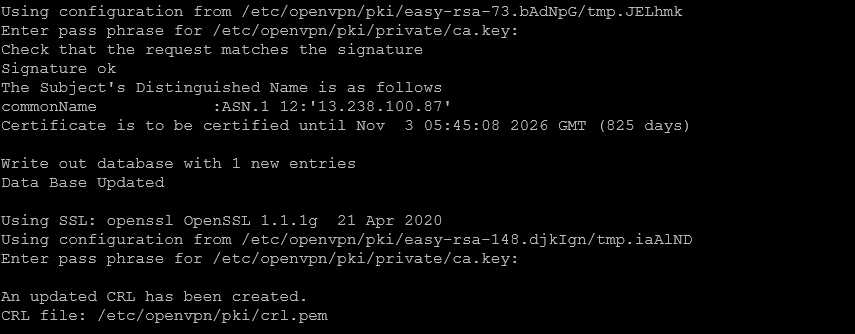 Using configuration from /etc/openvpn/pki/easy-rsa-73.bAdNpG/tmp.JELhmk
Enter pass phrase for /etc/openvpn/pki/private/ca.key:
Check that the request matches the signature
Signature ok
The Subject's Distinguished Name is as follows
commonName            :ASN.1 12:'13.238.100.87'
Certificate is to be certified until Nov  3 05:45:08 2026 GMT (825 days)
Write out database with 1 new entries
Data Base Updated
Using SSL: openssl OpenSSL 1.1.1g  21 Apr 2020
Using configuration from /etc/openvpn/pki/easy-rsa-148.djkIgn/tmp.iaAlND
Enter pass phrase for /etc/openvpn/pki/private/ca.key:
An updated CRL has been created.
CRL file: /etc/openvpn/pki/crl.pem